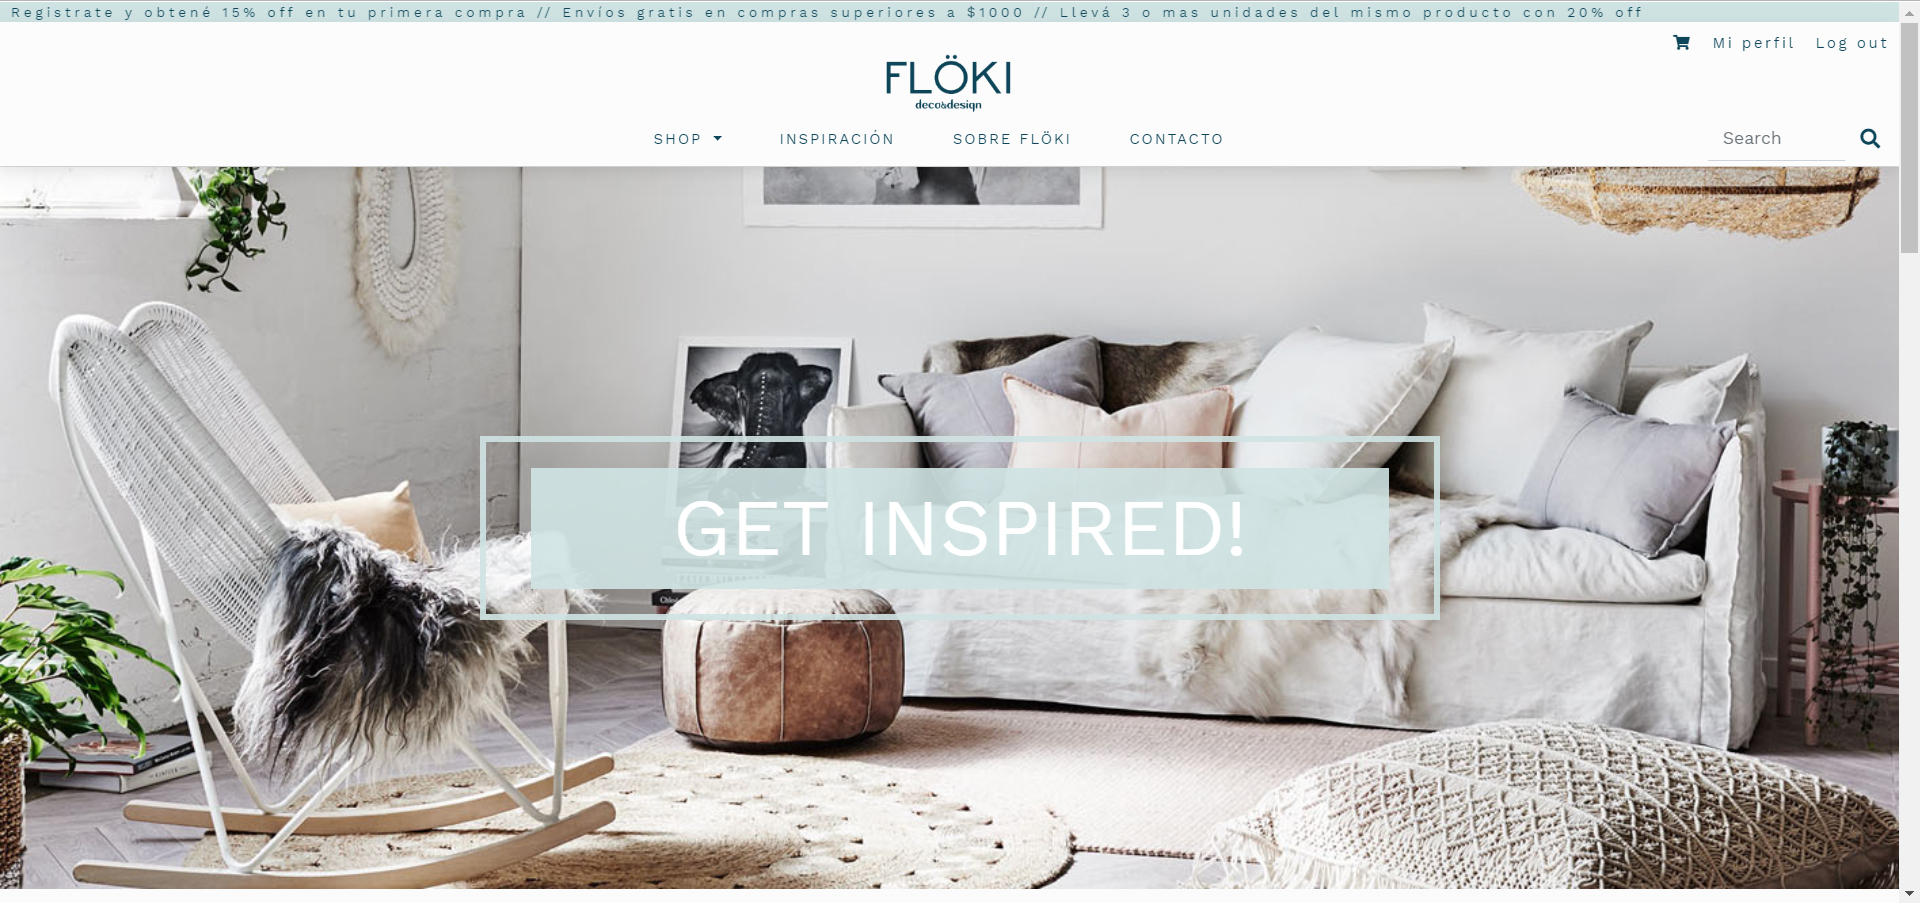 Registrate y obtené 15% off en tu primera compra // Envíos gratis en compras superiores a $1000 // Llevá 3 o mas unidades del mismo producto con 20% off
Mi perfil Log out
FLÖKI
deco&design
SHOP INSPIRACIÓN SOBRE FLÖKI CONTACTO Search
GET INSPIRED!